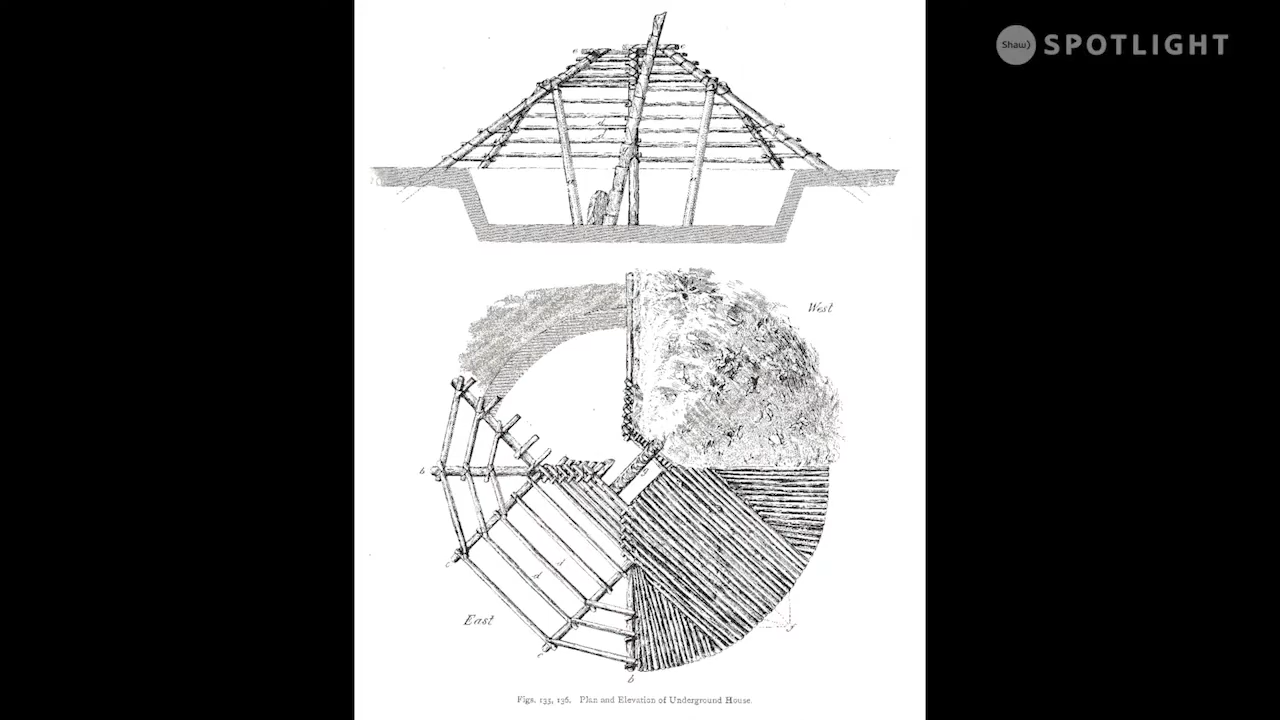 Shaw) SPOTLIGHT
West
b
East
b
Figs. 135, 136. Plan and Elevation of Underground House.